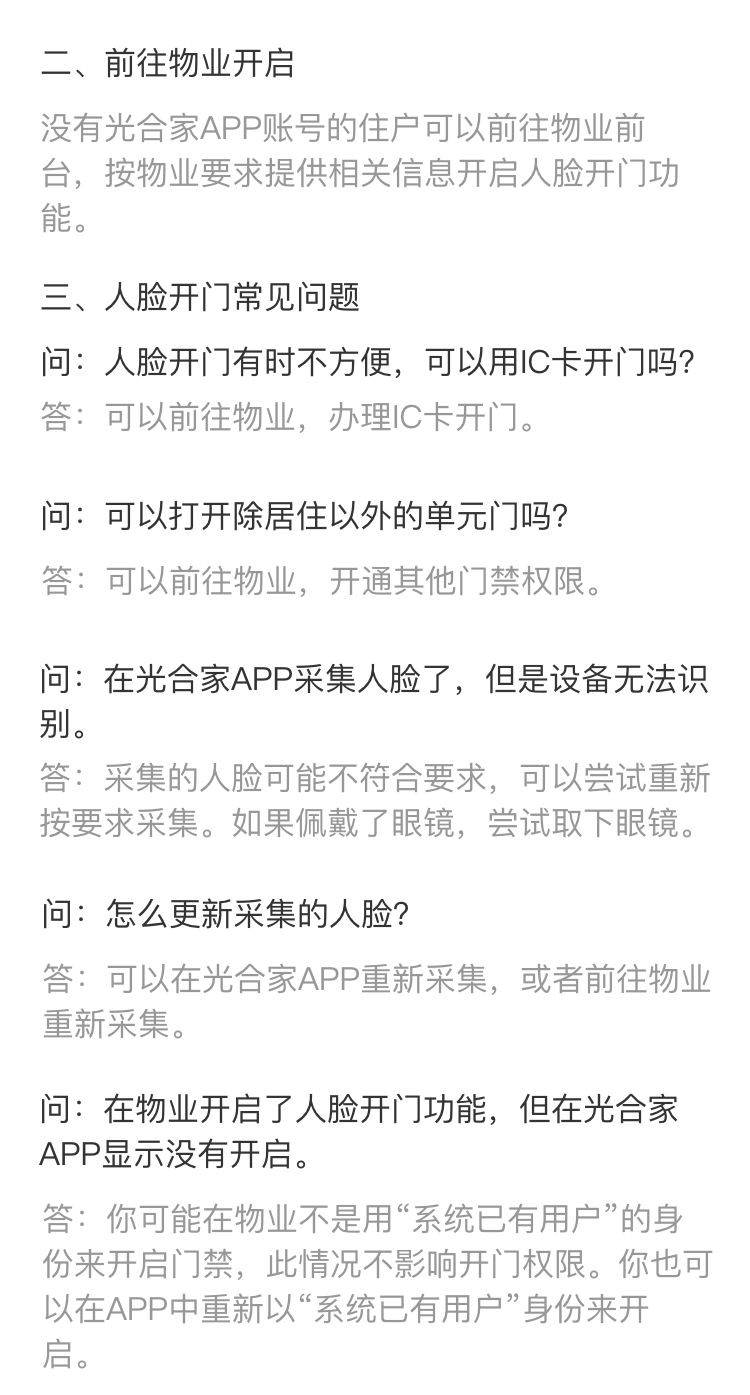 二、前往物业开启
没有光合家APP账号的住户可以前往物业前
台，按物业要求提供相关信息开启人脸开门功
能。
三、人脸开门常见问题
问：人脸开门有时不方便，可以用IC卡开门吗？
答：可以前往物业，办理IC卡开门。
问：可以打开除居住以外的单元门吗？
答：可以前往物业，开通其他门禁权限。
问：在光合家APP采集人脸了，但是设备无法识
别。
答：采集的人脸可能不符合要求，可以尝试重新
按要求采集。如果佩戴了眼镜，尝试取下眼镜。
问：怎么更新采集的人脸？
答：可以在光合家APP重新采集，或者前往物业
重新采集。
问：在物业开启了人脸开门功能，但在光合家
APP显示没有开启。
答：你可能在物业不是用“系统已有用户”的身
份来开启门禁，此情况不影响开门权限。你也可
以在APP中重新以“系统已有用户”身份来开
启。